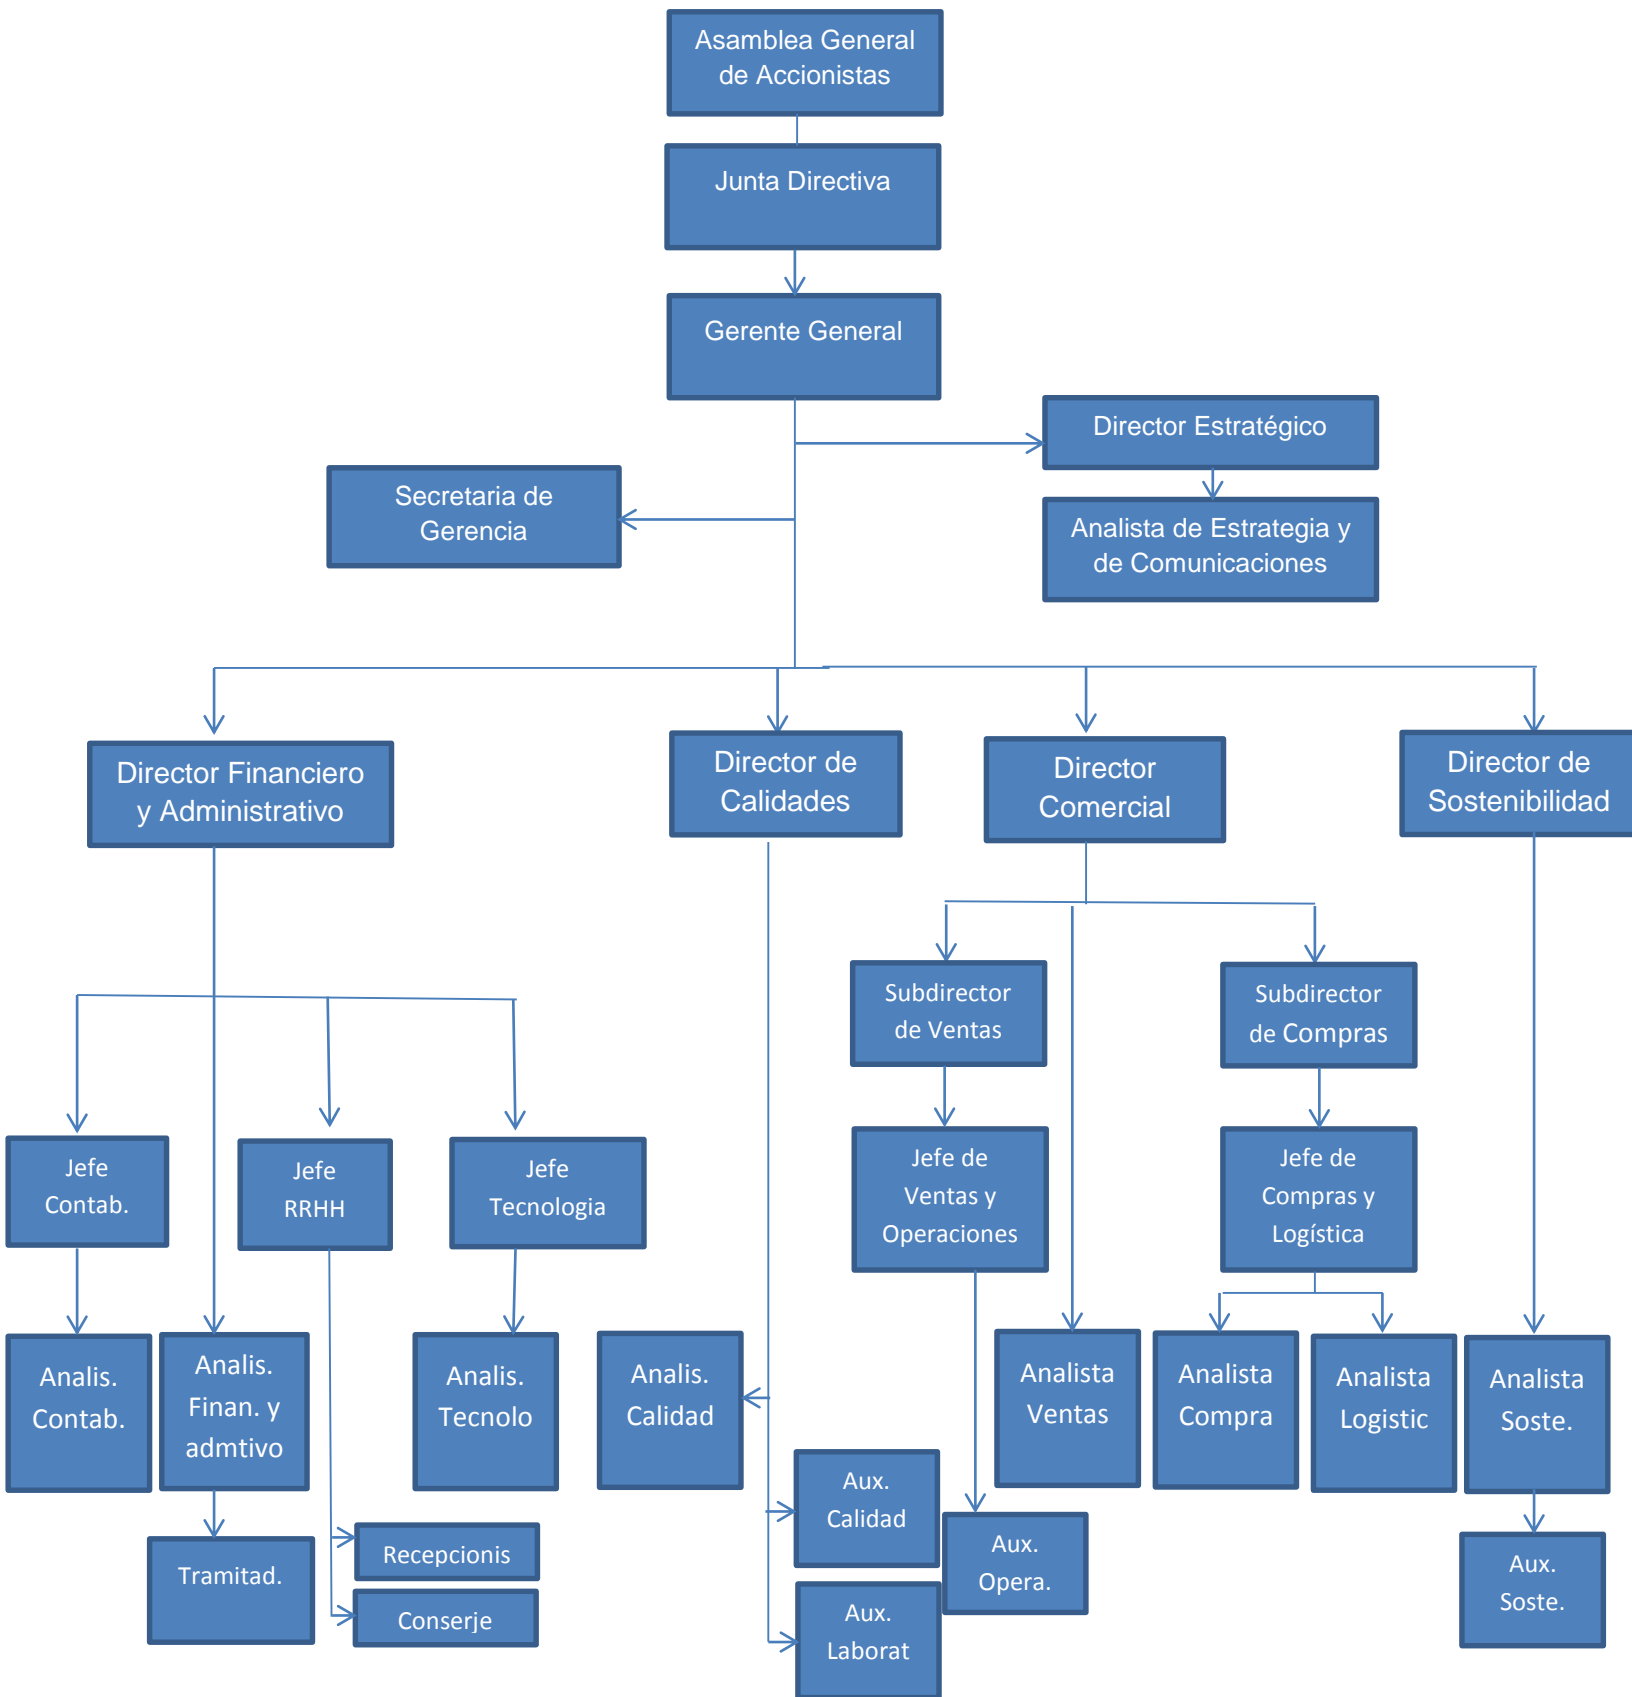 Asamblea General
de Accionistas
Junta Directiva
Gerente General
Director Estratégico
Secretaria de
Gerencia
Analista de Estrategia y
de Comunicaciones
Director Financiero
y Administrativo
Director de
Calidades
Director
Comercial
Director de
Sostenibilidad
Subdirector
de Ventas
Subdirector
de Compras
Jefe
Contab.
Jefe
RRHH
Jefe
Tecnologia
Jefe de
Ventas y
Operaciones
Jefe de
Compras y
Logística
Analis.
Contab.
Analis.
Finan. y
admtivo
Analis.
Tecnolo
Analis.
Calidad
Analista
Ventas
Analista
Compra
Analista
Logistic
Analista
Soste.
Aux.
Calidad
Aux.
Opera.
Aux.
Soste.
Tramitad.
Recepcionis
Conserje
Aux.
Laborat